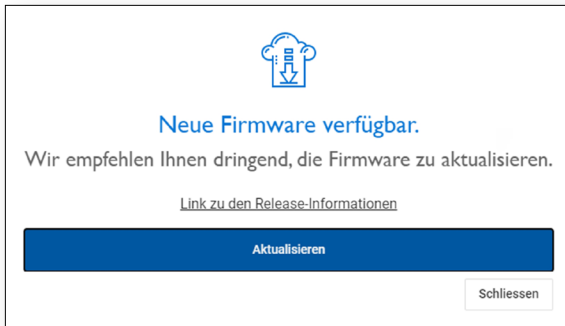 Neue Firmware verfügbar.
Wir empfehlen Ihnen dringend, die Firmware zu aktualisieren.
Link zu den Release-Informationen
Aktualisieren
Schliessen